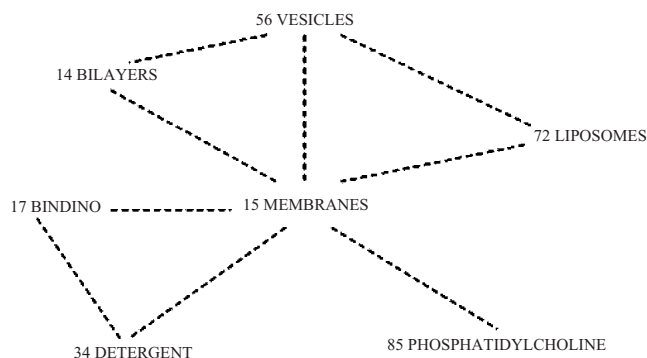 56 VESICLES
14 BILAYERS
72 LIPOSOMES
17 BINDINO
15 MEMBRANES
34 DETERGENT
85 PHOSPHATIDYLCHOLINE